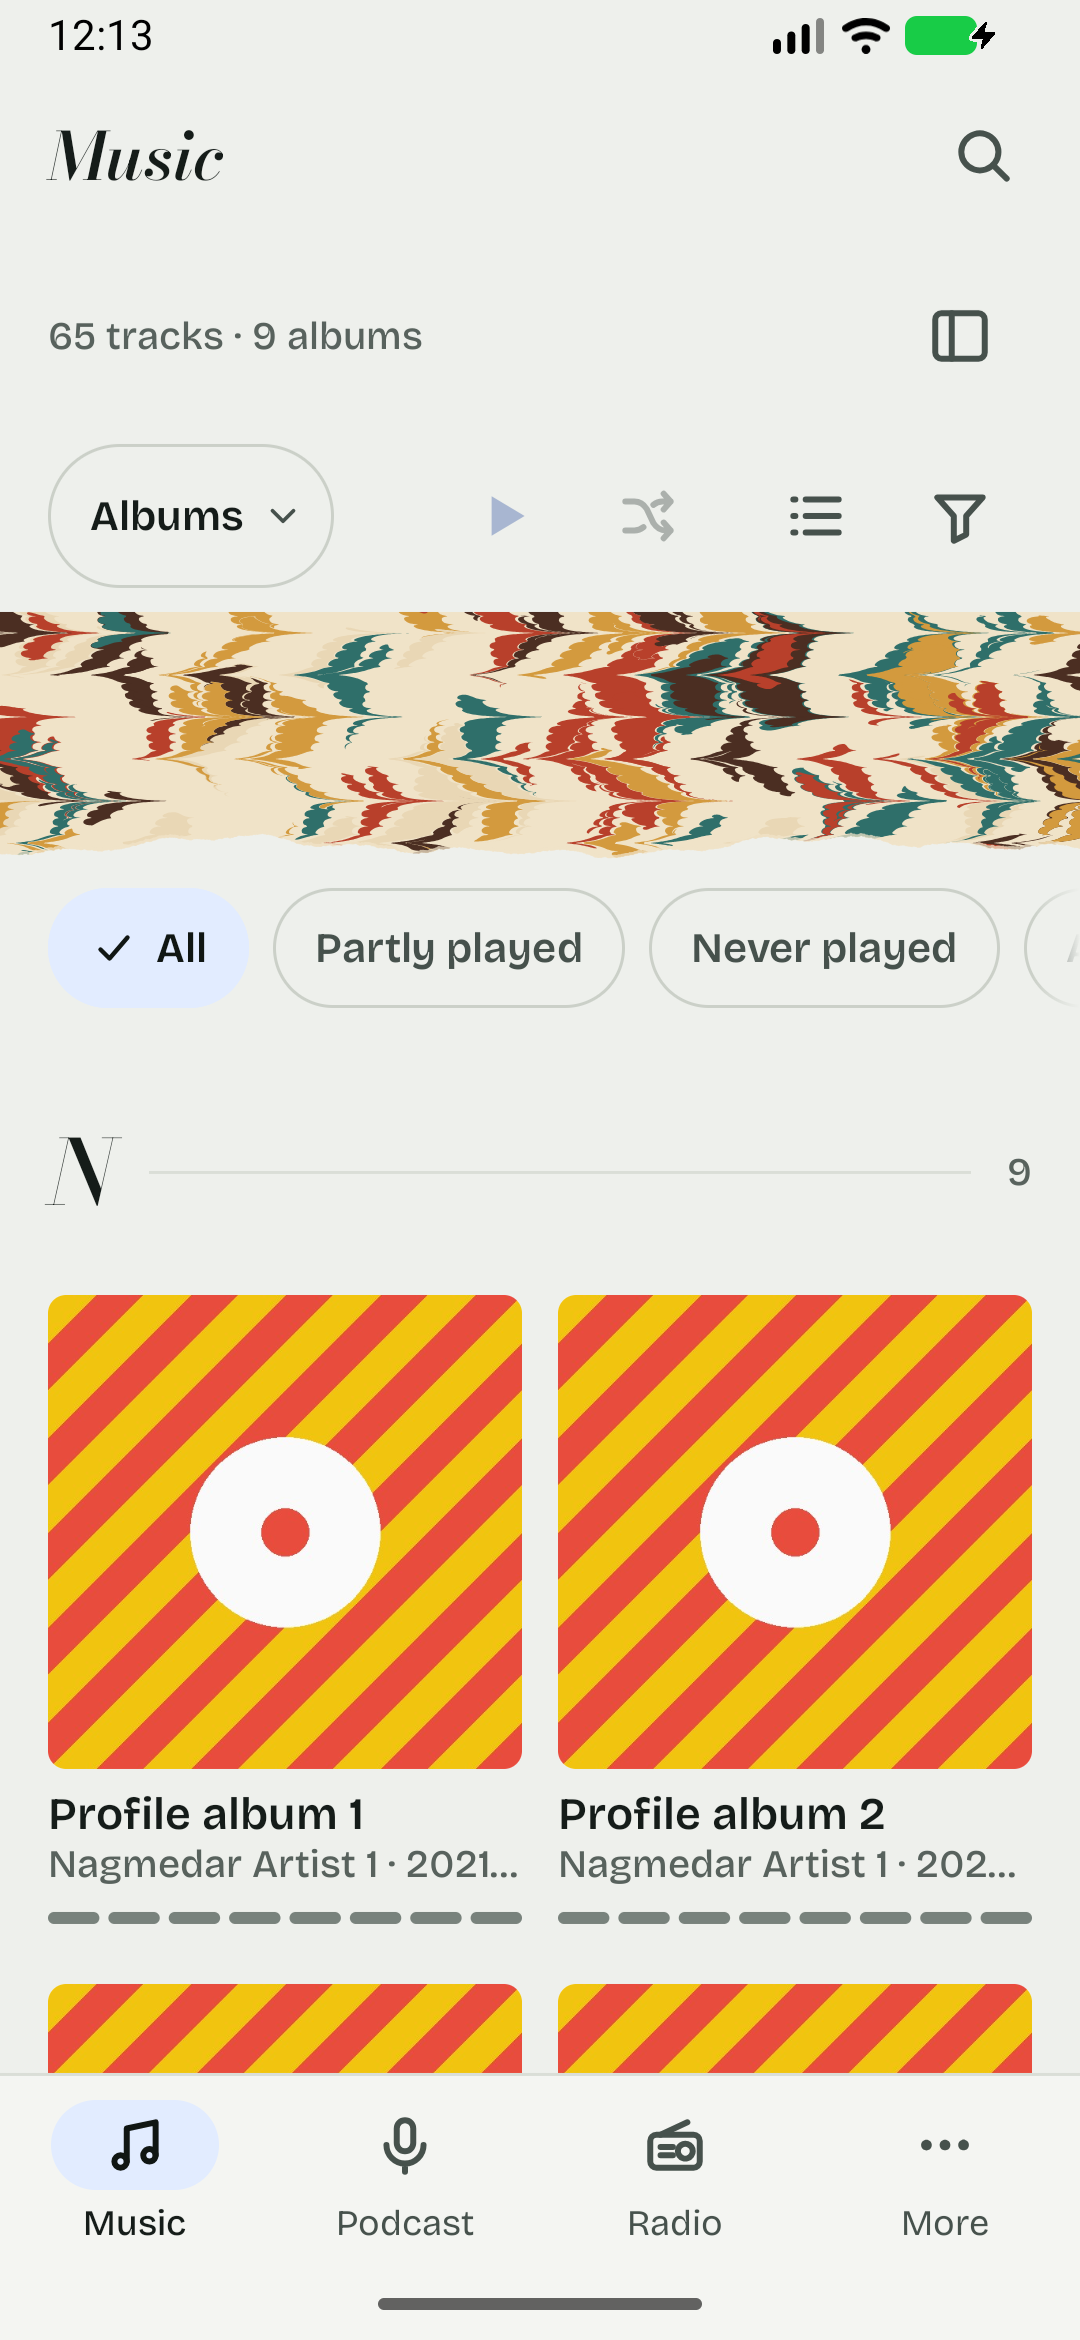 12:13
Music
65 tracks · 9 albums
Albums
All
Partly played
Never played
N
9
Profile album 1
Nagmedar Artist 1 · 2021...
Profile album 2
Nagmedar Artist 1 · 202...
Music
Podcast
Radio
More